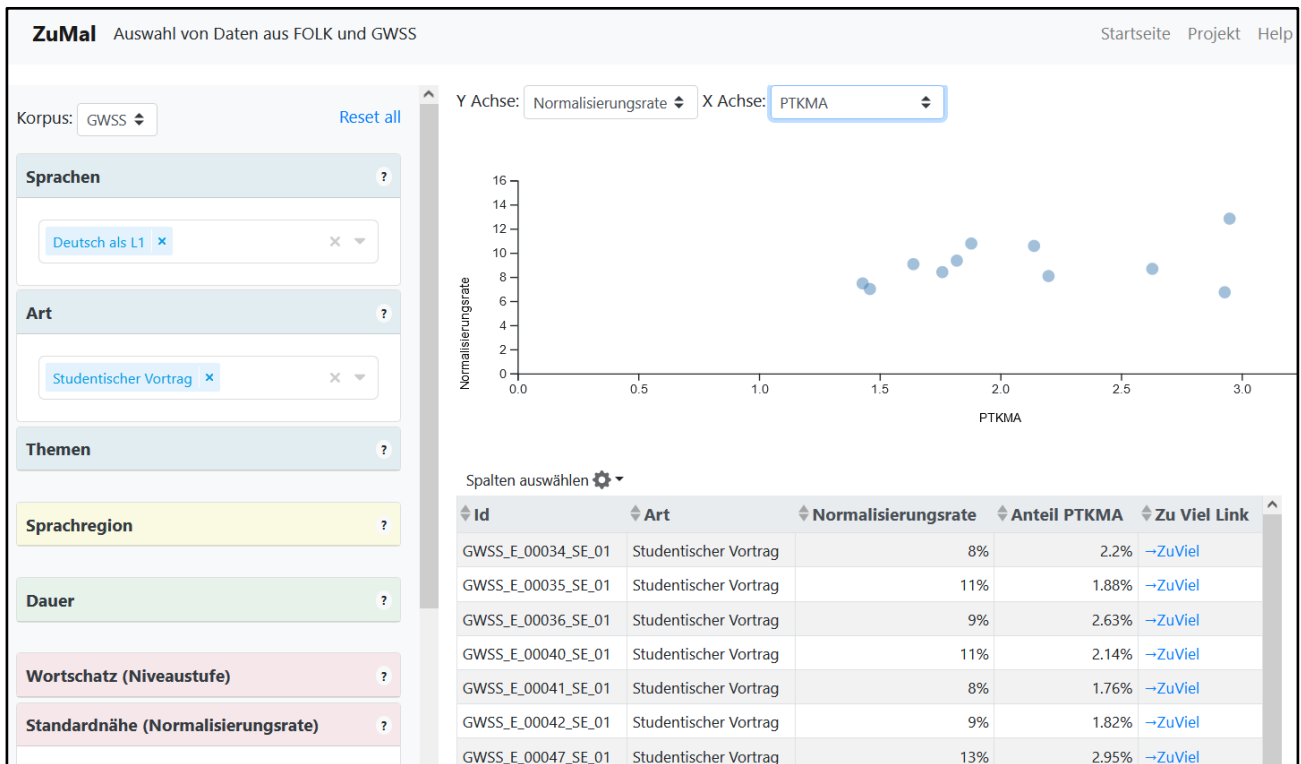 ZuMal Auswahl von Daten aus FOLK und GWSS
Startseite Projekt Help
Korpus: GWSS Reset all
Sprachen ?
Deutsch als L1 × ×
Art ?
Studentischer Vortrag × ×
Themen ?
Sprachregion ?
Dauer ?
Wortschatz (Niveaustufe) ?
Standardnähe (Normalisierungsrate) ?
Y Achse: Normalisierungsrate X Achse: PTKMA
16
14
12
10
8
6
4
2
0
Normalisierungsrate
0.0 0.5 1.0 1.5 2.0 2.5 3.0
PTKMA
Spalten auswählen
Id Art Normalisierungsrate Anteil PTKMA Zu Viel Link
GWSS_E_00034_SE_01 Studentischer Vortrag 8% 2.2% →ZuViel
GWSS_E_00035_SE_01 Studentischer Vortrag 11% 1.88% →ZuViel
GWSS_E_00036_SE_01 Studentischer Vortrag 9% 2.63% →ZuViel
GWSS_E_00040_SE_01 Studentischer Vortrag 11% 2.14% →ZuViel
GWSS_E_00041_SE_01 Studentischer Vortrag 8% 1.76% →ZuViel
GWSS_E_00042_SE_01 Studentischer Vortrag 9% 1.82% →ZuViel
GWSS_E_00047_SE_01 Studentischer Vortrag 13% 2.95% →ZuViel